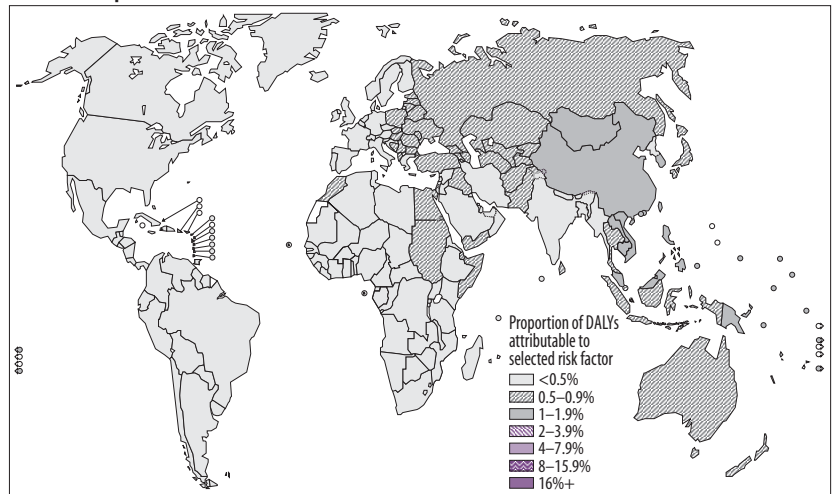 Proportion of DALYs
attributable to
selected risk factor
<0.5%
0.5–0.9%
1–1.9%
2–3.9%
4–7.9%
8–15.9%
16%+